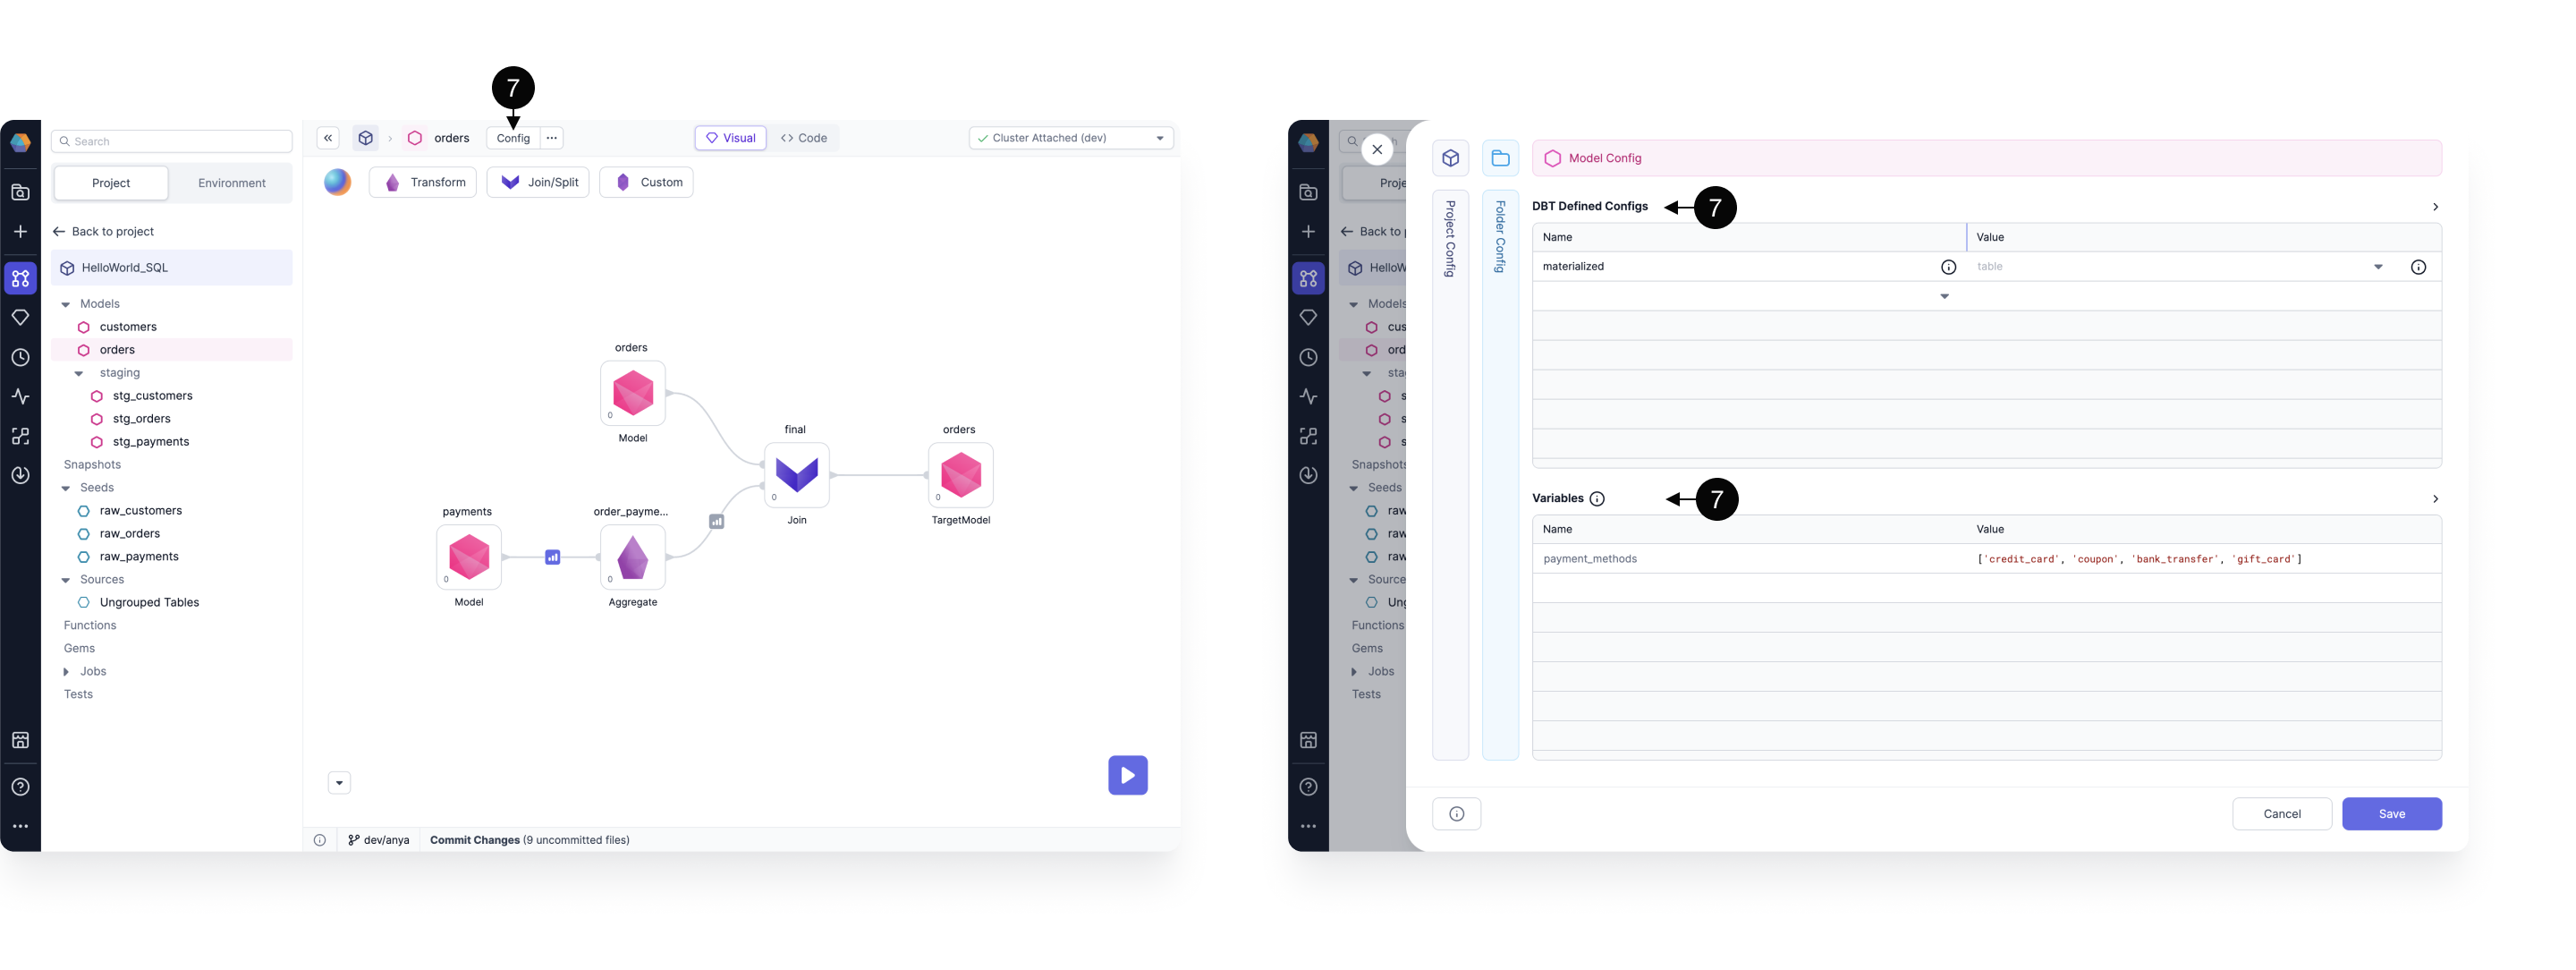 7
Search
Project
Environment
Back to project
HelloWorld_SQL
Models
customers
orders
staging
stg_customers
stg_orders
stg_payments
Snapshots
Seeds
raw_customers
raw_orders
raw_payments
Sources
Ungrouped Tables
Functions
Gems
Jobs
Tests
orders
Config
...
Visual
Code
Cluster Attached (dev)
Transform
Join/Split
Custom
orders
0
Model
final
0
Join
orders
0
TargetModel
payments
0
Model
order_payme...
0
Aggregate
dev/anya
Commit Changes (9 uncommitted files)
h
Proje
Back to p
HelloW
Models
cus
ord
sta
s
s
s
Snapshots
Seeds
raw
raw
raw
Source
Ung
Functions
Gems
Jobs
Tests
Project Config
Folder Config
Model Config
DBT Defined Configs
7
Name
Value
materialized
table
Variables
7
Name
Value
payment_methods
['credit_card', 'coupon', 'bank_transfer', 'gift_card']
Cancel
Save